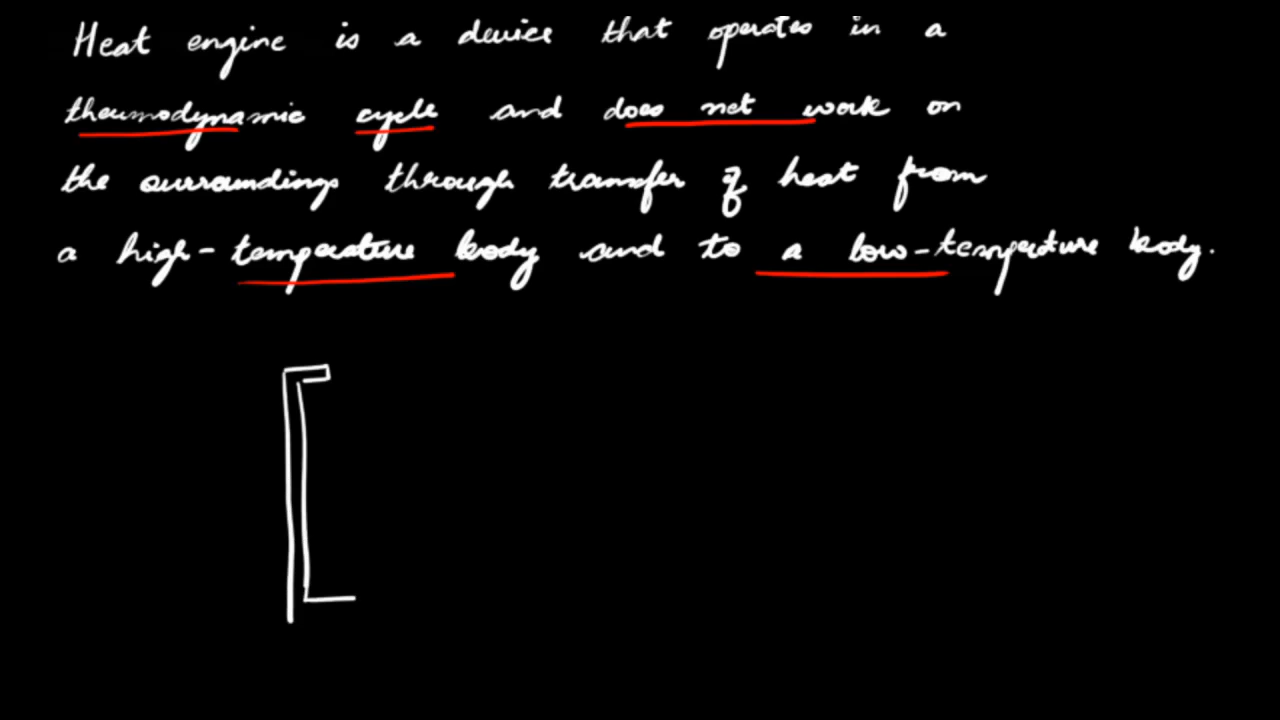 Heat engine is a device that operates in a
thermodynamic cycle and does net work on
the surroundings through transfer of heat from
a high-temperature body and to a low-temperature body.